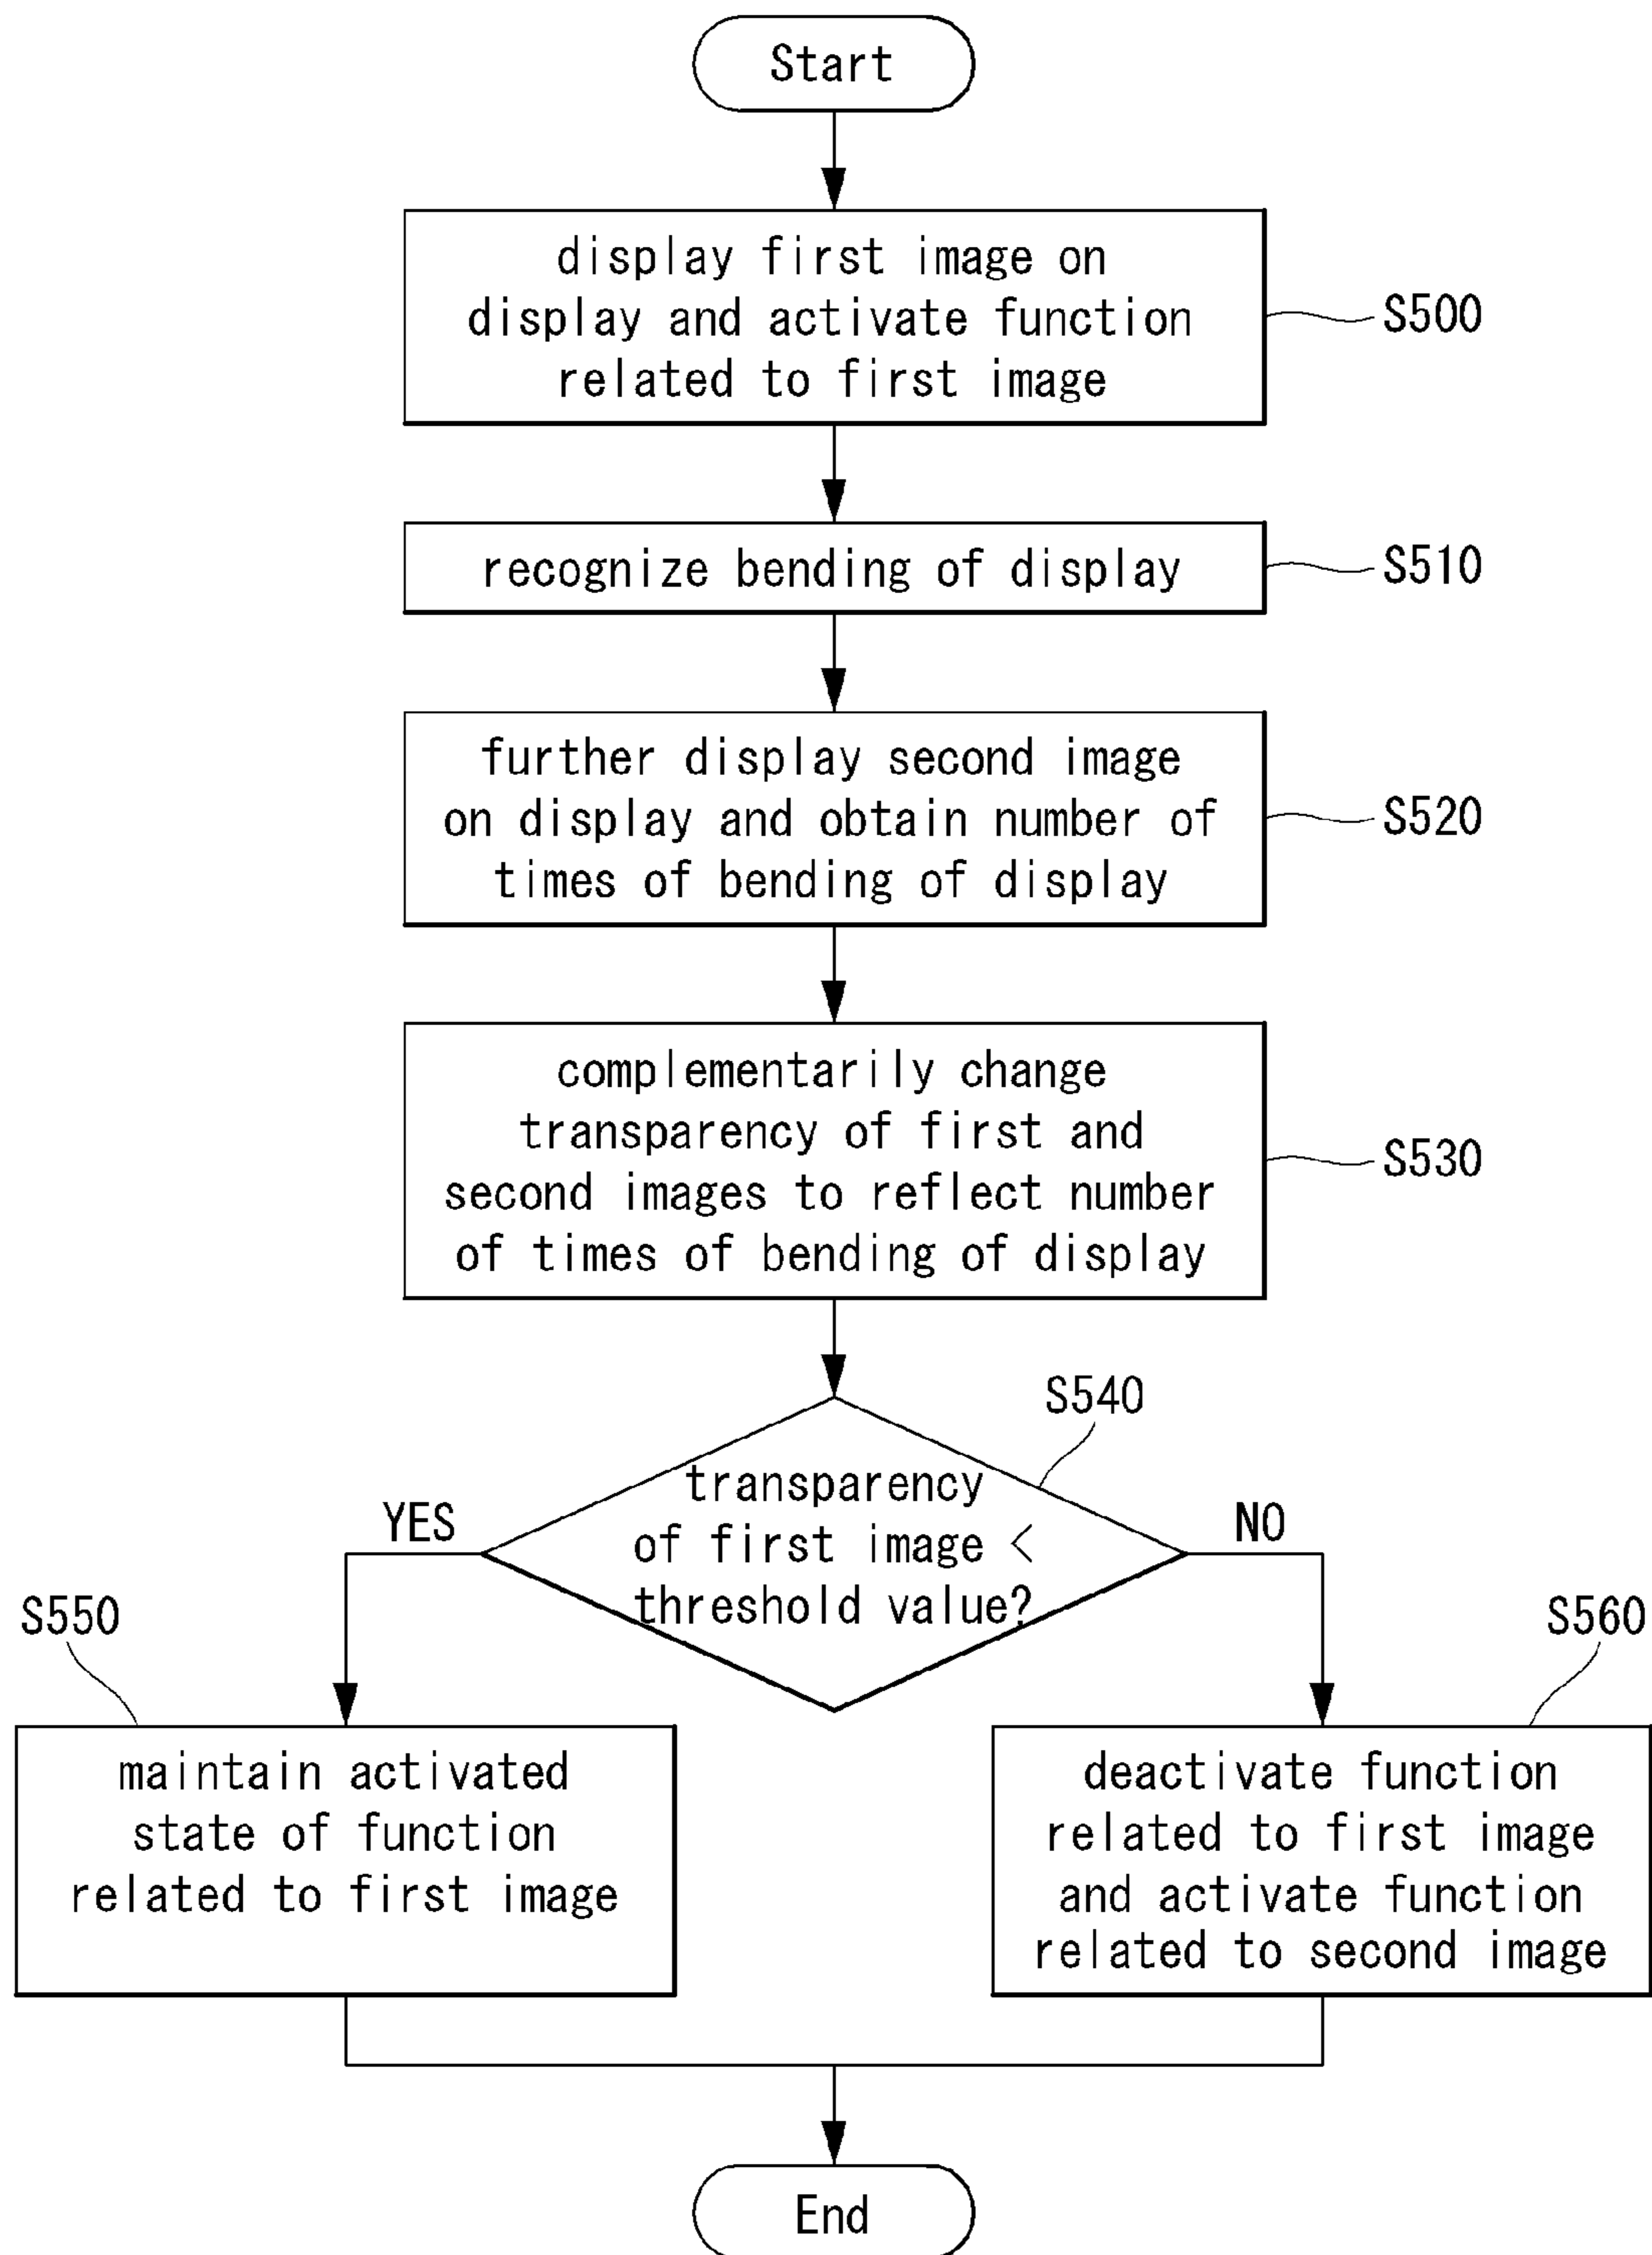 Start
display first image on
display and activate function
related to first image
S500
recognize bending of display
S510
further display second image
on display and obtain number of
times of bending of display
S520
complementarily change
transparency of first and
second images to reflect number
of times of bending of display
S530
S540
transparency
of first image <
threshold value?
YES
NO
S550
S560
maintain activated
state of function
related to first image
deactivate function
related to first image
and activate function
related to second image
End